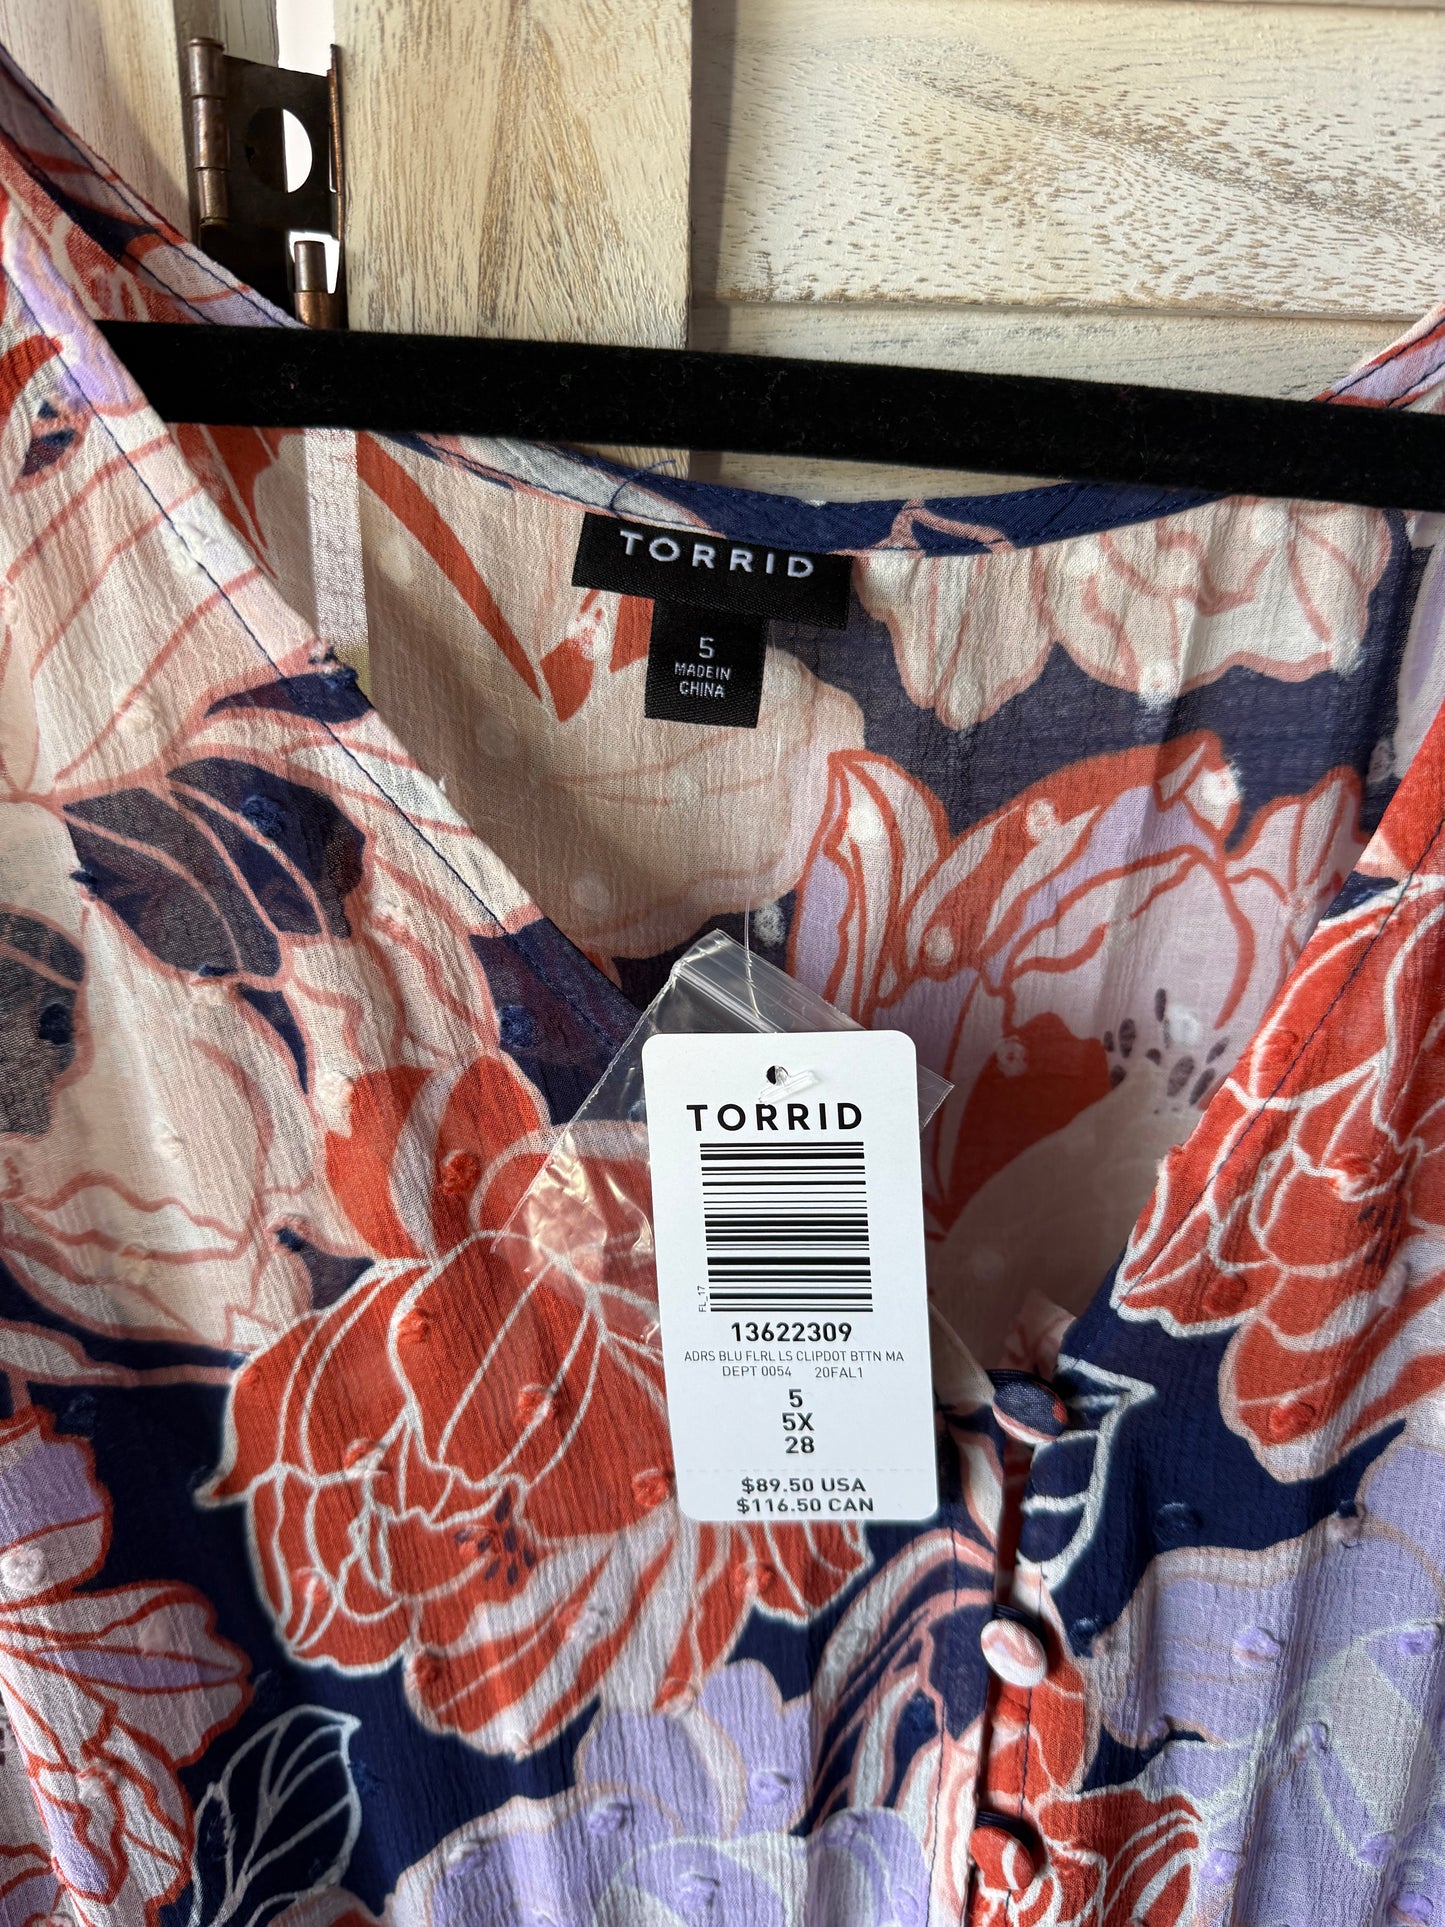 TORRID
5
MADE IN
CHINA
TORRID
FL_17
13622309
ADRS BLU FLRL LS CLIPDOT BTTN MA
DEPT 0054 20FAL1
5
5X
28
$89.50 USA
$116.50 CAN